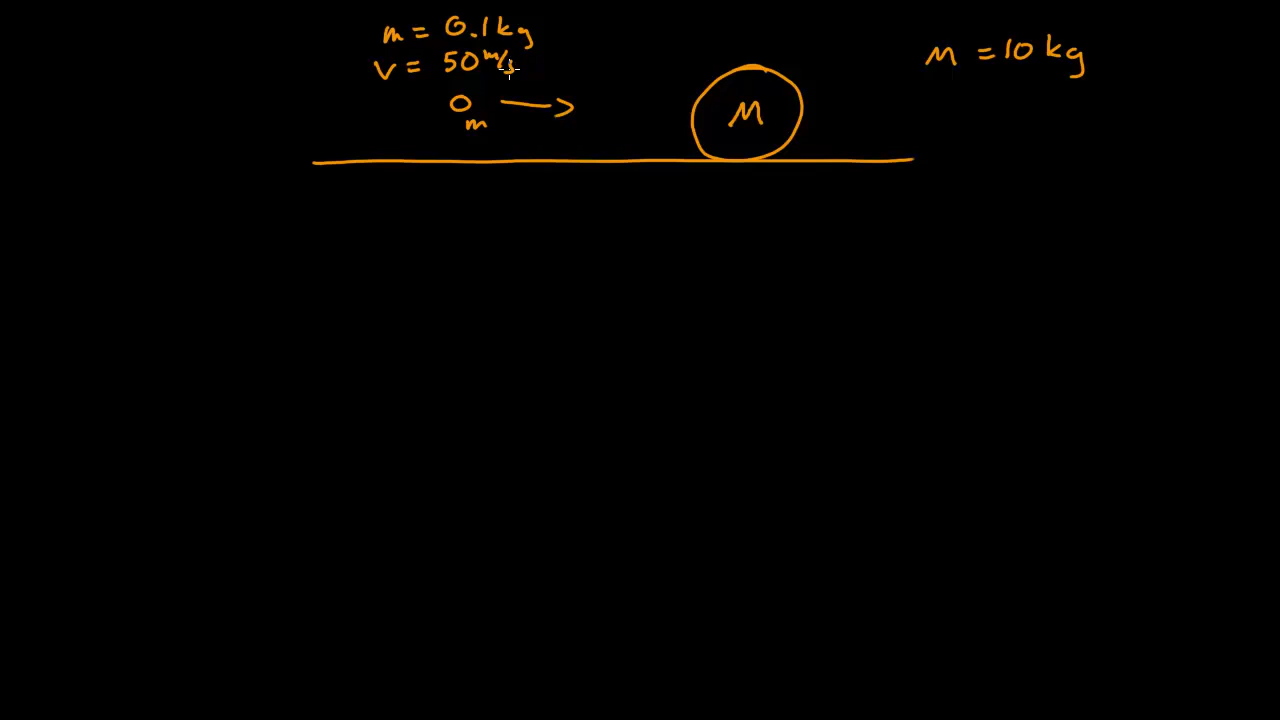 m = 0.1 kg
v = 50 m/s
m
M
M = 10 kg